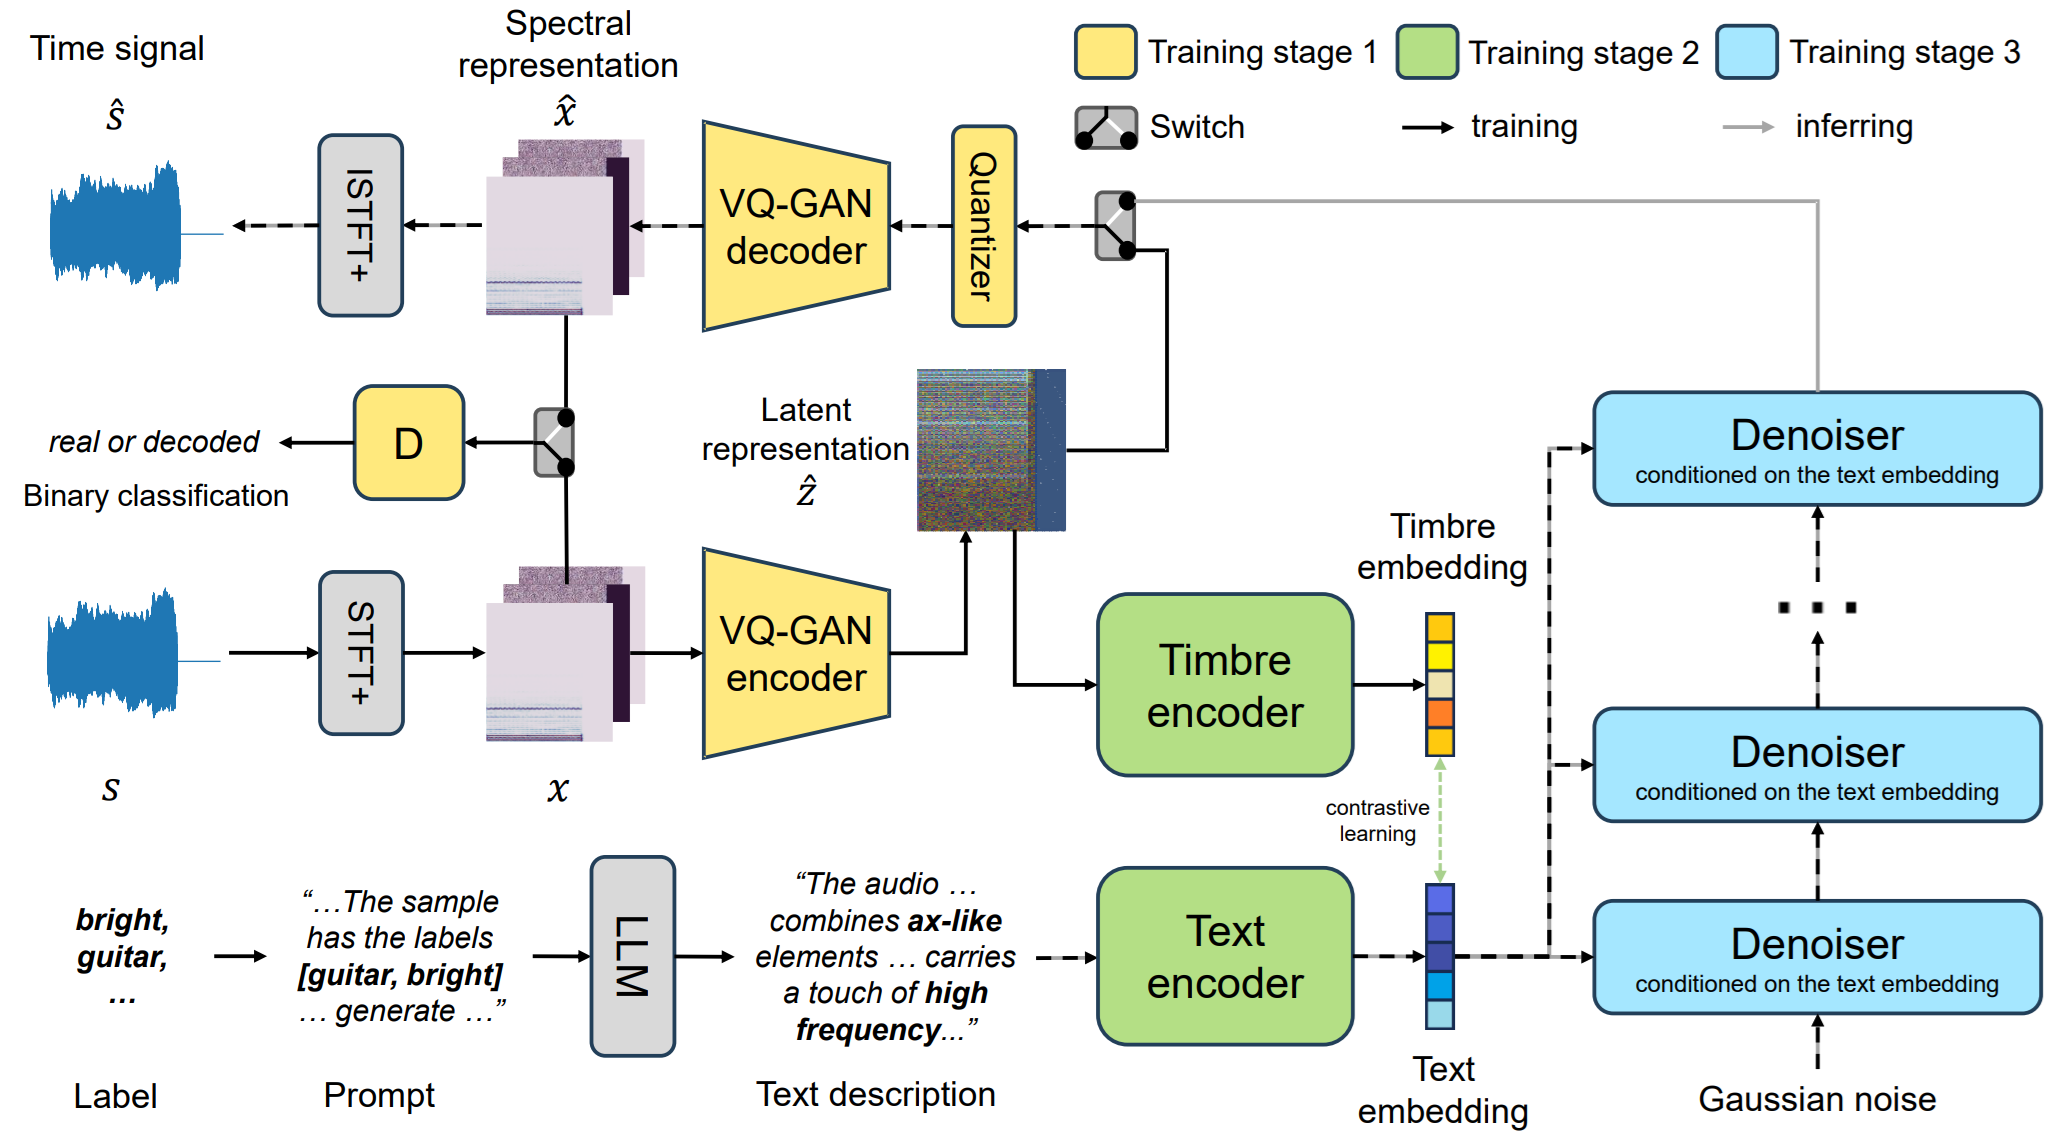 Time signal
ŝ
Spectral
representation
x̂
Training stage 1
Training stage 2
Training stage 3
Switch
training
inferring
ISTFT+
VQ-GAN
decoder
Quantizer
real or decoded
Binary classification
D
Latent
representation
ẑ
Denoiser
conditioned on the text embedding
STFT+
VQ-GAN
encoder
Timbre
encoder
Timbre
embedding
...
s
x
contrastive
learning
Denoiser
conditioned on the text embedding
bright,
guitar,
...
“…The sample
has the labels
[guitar, bright]
… generate …”
LLM
“The audio …
combines ax-like
elements … carries
a touch of high
frequency...”
Text
encoder
Denoiser
conditioned on the text embedding
Label
Prompt
Text description
Text
embedding
Gaussian noise